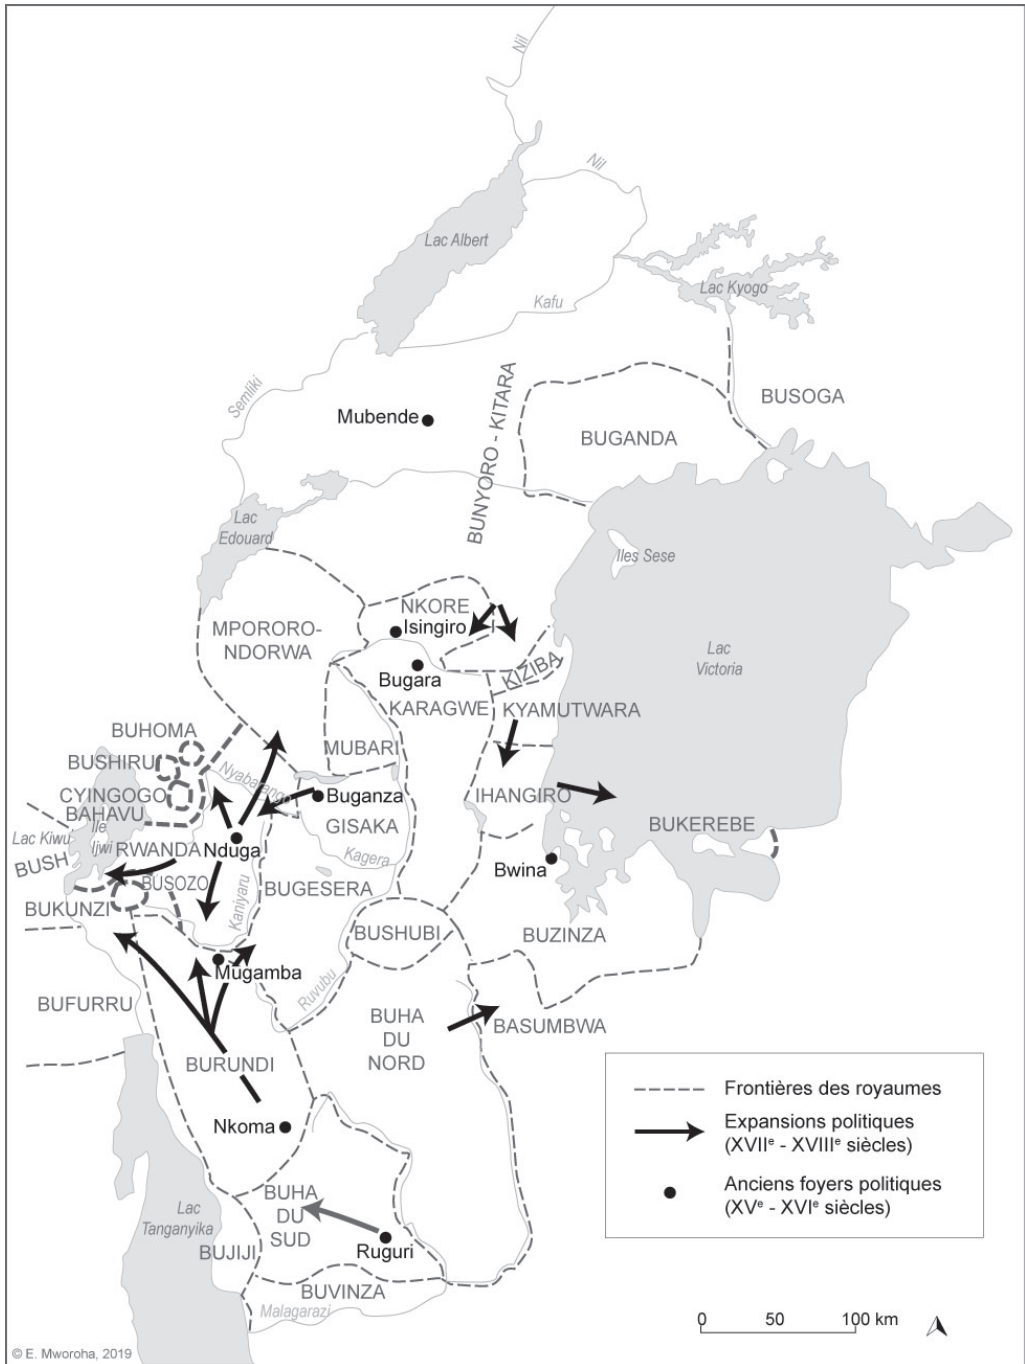 Nil
Nil
Lac Albert
Lac Kyogo
Kafu
Semliki
BUNYORO - KITARA
BUSOGA
Mubende
BUGANDA
Lac
Edouard
Iles Sese
NKORE
Isingiro
MPORORO-
NDORWA
Lac
Victoria
KIZIBA
Bugara
KARAGWE
KYAMUTWARA
BUHOMA
MUBARI
BUSHIRU
Nyabarango
CYINGOGO
Buganza
IHANGIRO
BAHAVU
Ile
Ijwi
GISAKA
BUKEREBE
Lac Kiwu
RWANDA
Nduga
Kagera
BUSH
Bwina
BUSOZO
Kaniyaru
BUGESERA
BUKUNZI
BUSHUBI
BUZINZA
Mugamba
Ruvubu
BUFURRU
BUHA
DU
NORD
BASUMBWA
BURUNDI
Nkoma
Lac
Tanganyika
BUHA
DU
SUD
Ruguri
BUJIJI
BUVINZA
Malagarazi
Frontières des royaumes
Expansions politiques
(XVIIe - XVIIIe siècles)
Anciens foyers politiques
(XVe - XVIe siècles)
0 50 100 km
© E. Mworoha, 2019